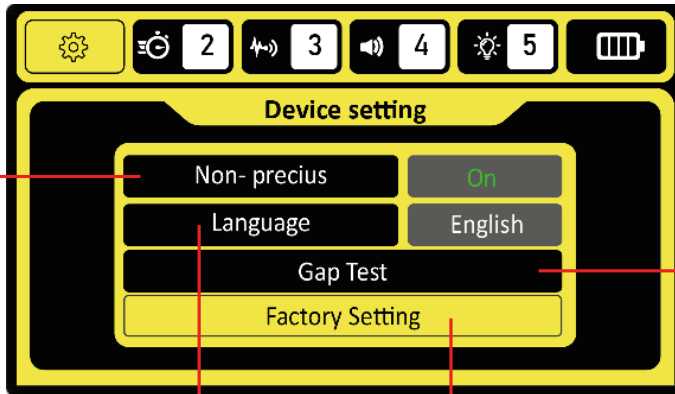 2 3 4 5
Device setting
Non- precius On
Language English
Gap Test
Factory Setting